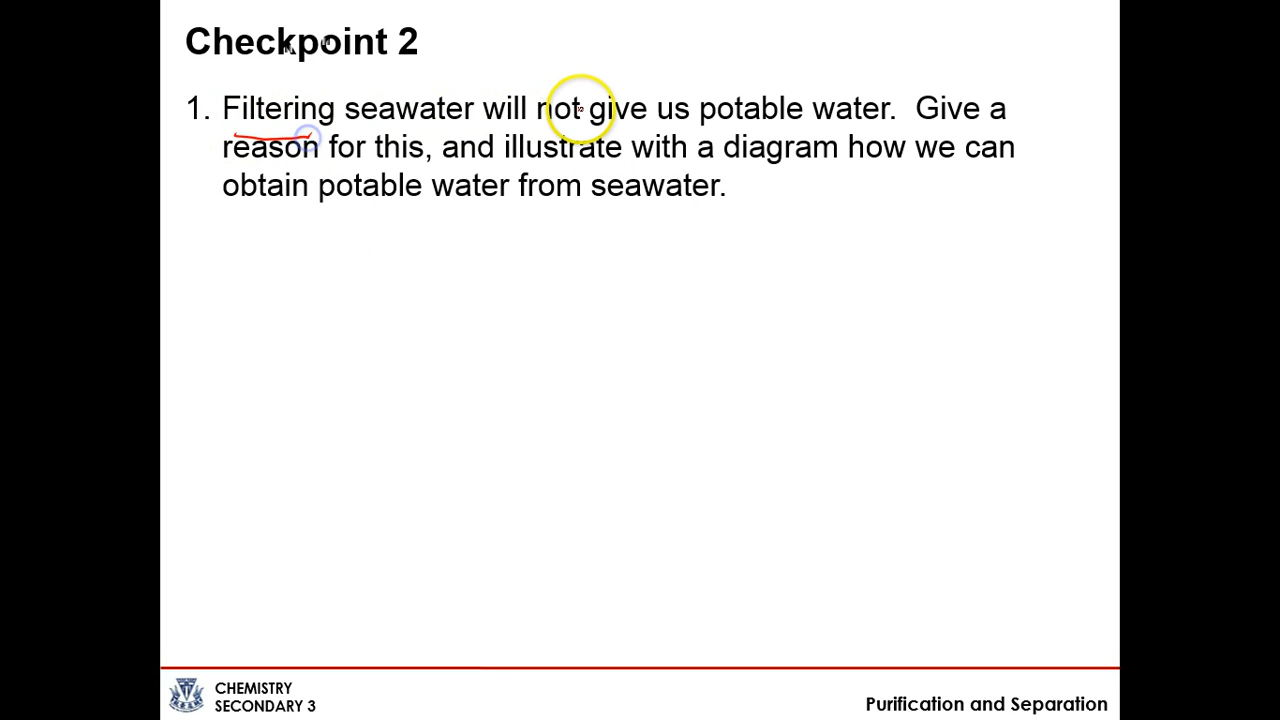 Checkpoint 2
1. Filtering seawater will not give us potable water. Give a
reason for this, and illustrate with a diagram how we can
obtain potable water from seawater.
CHEMISTRY
SECONDARY 3
Purification and Separation